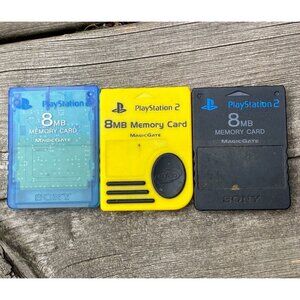 PlayStation 2
8MB
MEMORY CARD
MAGICGATE
SONY
PlayStation 2
8MB Memory Card
MAGICGATE
PlayStation 2
8MB
MEMORY CARD
MAGICGATE
SONY